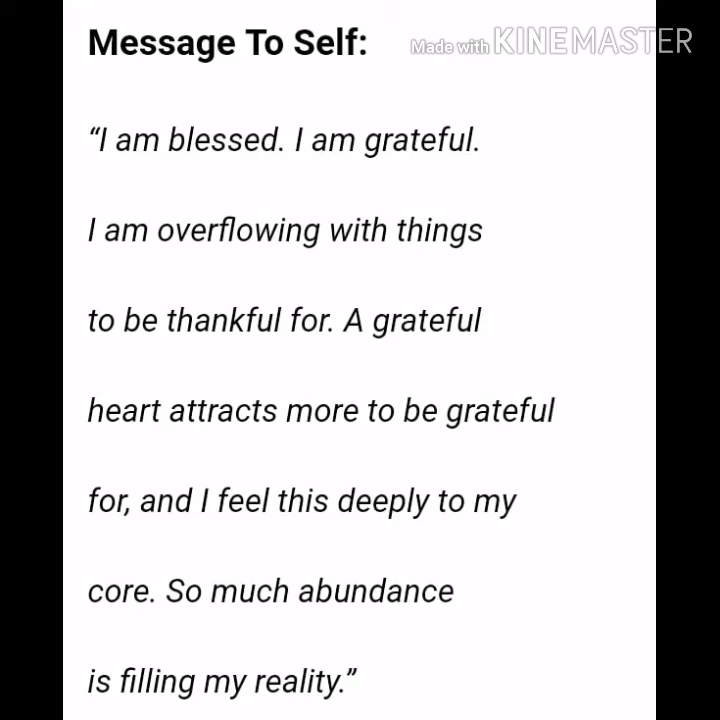 Message To Self:
Made with KINEMASTER
“I am blessed. I am grateful.
I am overflowing with things
to be thankful for. A grateful
heart attracts more to be grateful
for, and I feel this deeply to my
core. So much abundance
is filling my reality.”